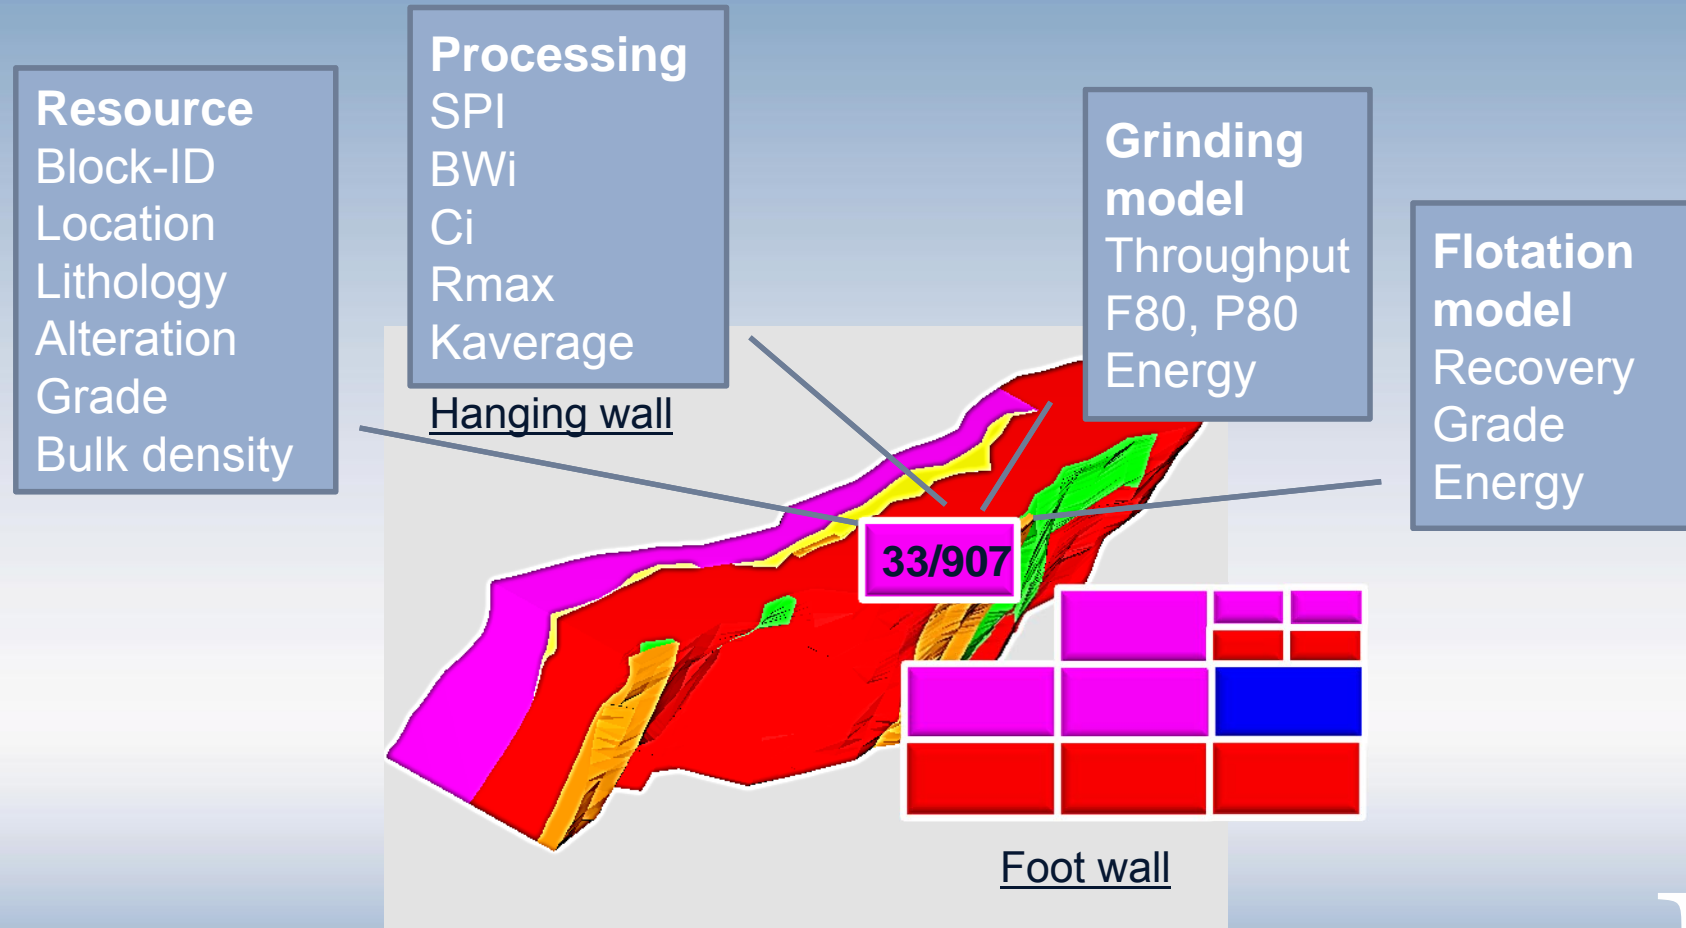 Resource
Block-ID
Location
Lithology
Alteration
Grade
Bulk density
Processing
SPI
BWi
Ci
Rmax
Kaverage
Hanging wall
Grinding
model
Throughput
F80, P80
Energy
Flotation
model
Recovery
Grade
Energy
33/907
Foot wall